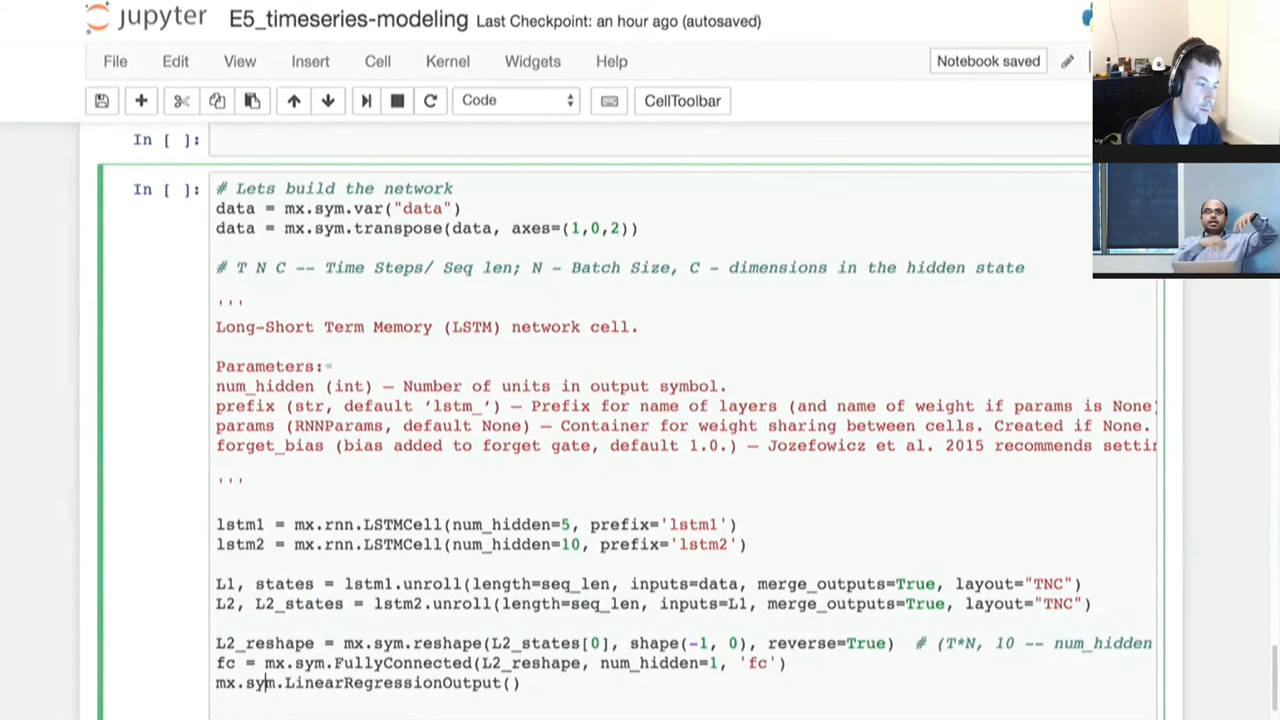 jupyter E5_timeseries-modeling Last Checkpoint: an hour ago (autosaved)
File Edit View Insert Cell Kernel Widgets Help Notebook saved
Code CellToolbar
In [ ]:
In [ ]: # Lets build the network
data = mx.sym.var("data")
data = mx.sym.transpose(data, axes=(1,0,2))
# T N C -- Time Steps/ Seq len; N - Batch Size, C - dimensions in the hidden state
'''
Long-Short Term Memory (LSTM) network cell.
Parameters:
num_hidden (int) – Number of units in output symbol.
prefix (str, default ‘lstm_‘) – Prefix for name of layers (and name of weight if params is None)
params (RNNParams, default None) – Container for weight sharing between cells. Created if None.
forget_bias (bias added to forget gate, default 1.0.) – Jozefowicz et al. 2015 recommends settin
'''
lstm1 = mx.rnn.LSTMCell(num_hidden=5, prefix='lstm1')
lstm2 = mx.rnn.LSTMCell(num_hidden=10, prefix='lstm2')
L1, states = lstm1.unroll(length=seq_len, inputs=data, merge_outputs=True, layout="TNC")
L2, L2_states = lstm2.unroll(length=seq_len, inputs=L1, merge_outputs=True, layout="TNC")
L2_reshape = mx.sym.reshape(L2_states[0], shape(-1, 0), reverse=True) # (T*N, 10 -- num_hidden
fc = mx.sym.FullyConnected(L2_reshape, num_hidden=1, 'fc')
mx.sym.LinearRegressionOutput()